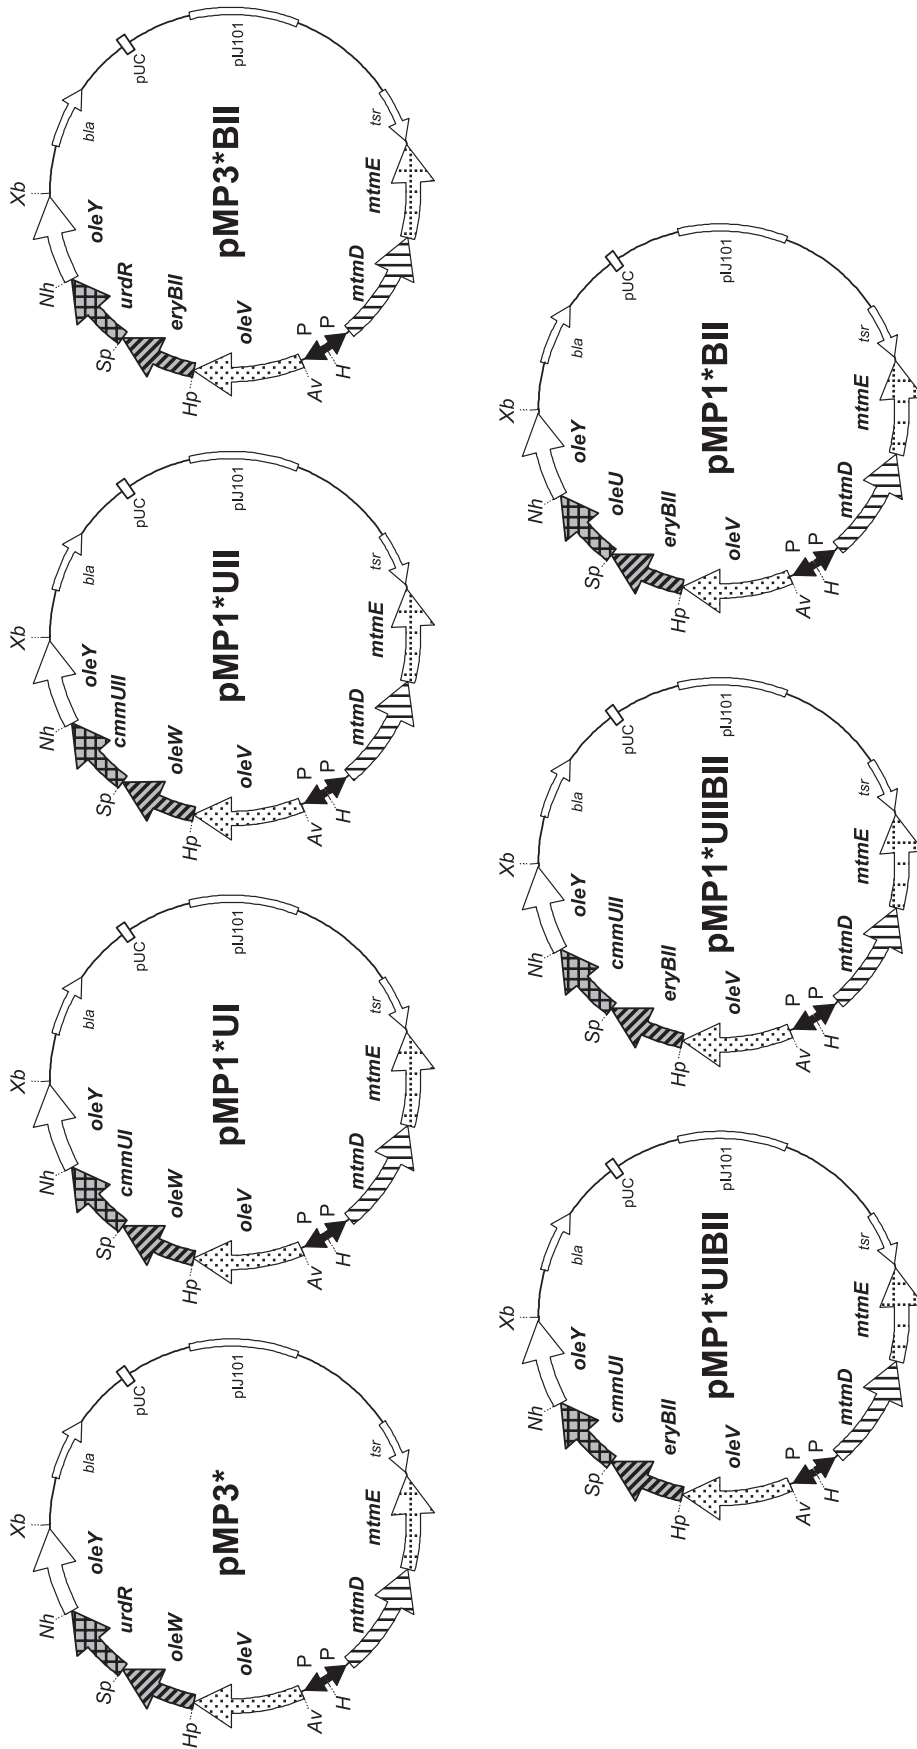 Xb
oleY
Nh
urdR
Sp
oleW
Hp
oleV
Av
P
P
H
mtmD
mtmE
tsr
pIJ101
pUC
bla
pMP3*
Xb
oleY
Nh
cmmUI
Sp
oleW
Hp
oleV
Av
P
P
H
mtmD
mtmE
tsr
pIJ101
pUC
bla
pMP1*UI
Xb
oleY
Nh
cmmUII
Sp
oleW
Hp
oleV
Av
P
P
H
mtmD
mtmE
tsr
pIJ101
pUC
bla
pMP1*UII
Xb
oleY
Nh
urdR
Sp
eryBII
Hp
oleV
Av
P
P
H
mtmD
mtmE
tsr
pIJ101
pUC
bla
pMP3*BII
Xb
oleY
Nh
cmmUI
Sp
eryBII
Hp
oleV
Av
P
P
H
mtmD
mtmE
tsr
pIJ101
pUC
bla
pMP1*UIBII
Xb
oleY
Nh
cmmUII
Sp
eryBII
Hp
oleV
Av
P
P
H
mtmD
mtmE
tsr
pIJ101
pUC
bla
pMP1*UIIBII
Xb
oleY
Nh
oleU
Sp
eryBII
Hp
oleV
Av
P
P
H
mtmD
mtmE
tsr
pIJ101
pUC
bla
pMP1*BII